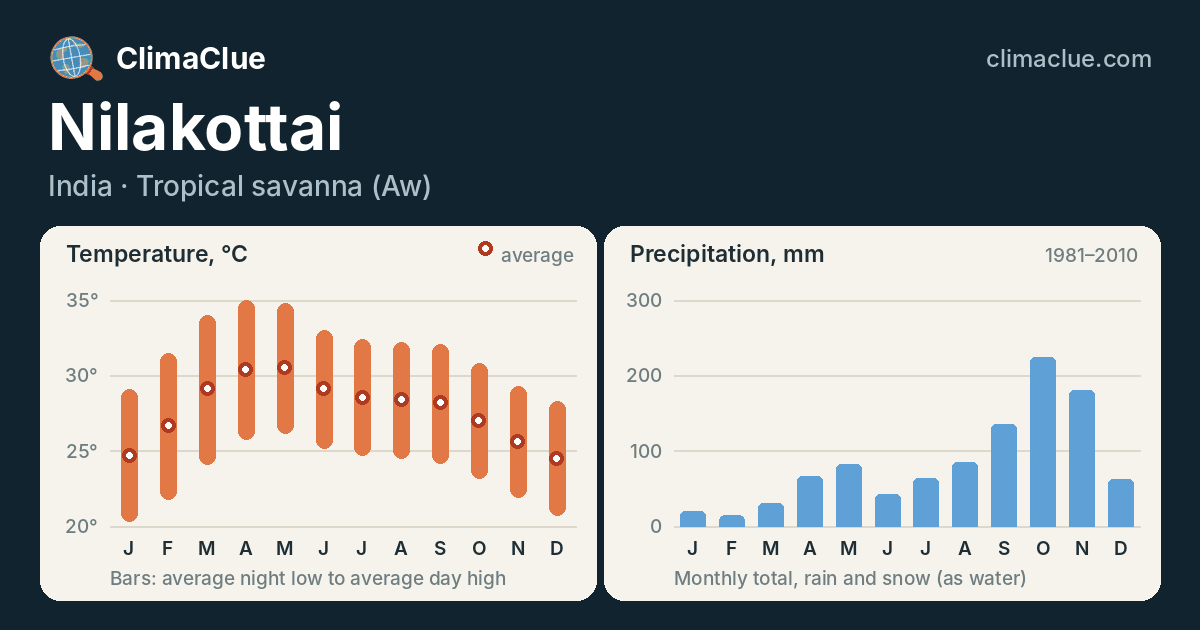 ClimaClue
climaclue.com
Nilakottai
India · Tropical savanna (Aw)
Temperature, °C
average
35°
30°
25°
20°
J F M A M J J A S O N D
Bars: average night low to average day high
Precipitation, mm
1981–2010
300
200
100
0
J F M A M J J A S O N D
Monthly total, rain and snow (as water)